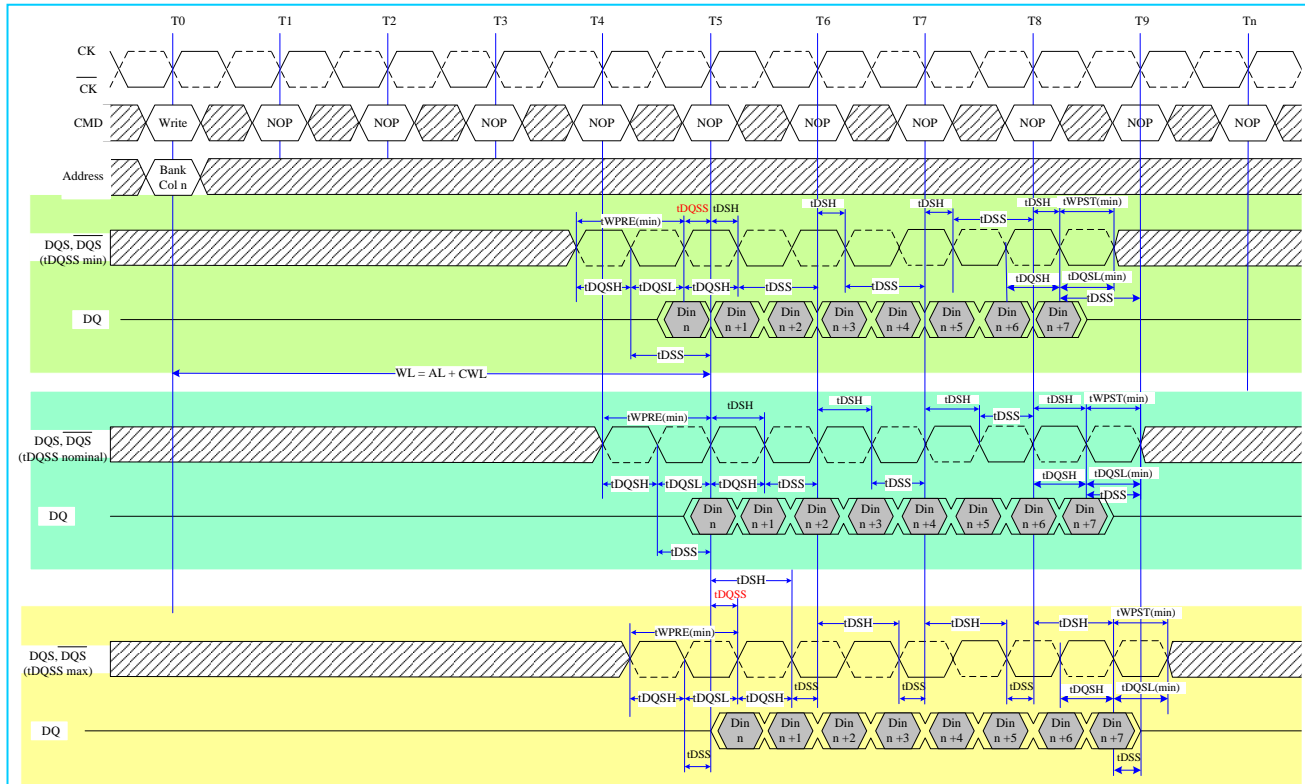 T0 T1 T2 T3 T4 T5 T6 T7 T8 T9 Tn
CK
CK
CMD Write NOP NOP NOP NOP NOP NOP NOP NOP NOP NOP
Address Bank
Col n
tDQSS tDSH tDSH tDSH tDSH tWPST(min)
tWPRE(min) tDSS
DQS, DQS
(tDQSS min)
tDQSH tDQSL tDQSH tDSS tDSS tDQSH tDQSL(min)
tDSS
DQ Din n Din n +1 Din n +2 Din n +3 Din n +4 Din n +5 Din n +6 Din n +7
tDSS
WL = AL + CWL
tWPRE(min) tDSH tDSH tDSH tDSH tWPST(min)
tDSS
DQS, DQS
(tDQSS nominal)
tDQSH tDQSL tDQSH tDSS tDSS tDQSH tDQSL(min)
tDSS
DQ Din n Din n +1 Din n +2 Din n +3 Din n +4 Din n +5 Din n +6 Din n +7
tDSS
tDSH
tDQSS
tWPRE(min) tDSH tDSH tDSH tWPST(min)
DQS, DQS
(tDQSS max)
tDQSH tDQSL tDQSH tDSS tDSS tDSS tDQSH tDQSL(min)
DQ Din n Din n +1 Din n +2 Din n +3 Din n +4 Din n +5 Din n +6 Din n +7
tDSS tDSS